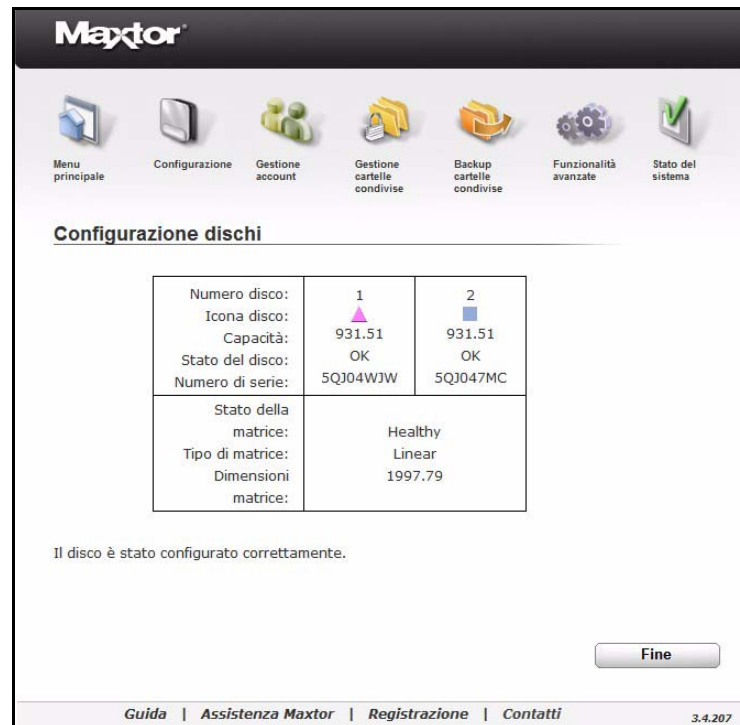 Maxtor
Menu principale
Configurazione
Gestione account
Gestione cartelle condivise
Backup cartelle condivise
Funzionalità avanzate
Stato del sistema
Configurazione dischi
Numero disco: 1 2
Icona disco:
Capacità: 931.51 931.51
Stato del disco: OK OK
Numero di serie: 5QJ04WJW 5QJ047MC
Stato della matrice: Healthy
Tipo di matrice: Linear
Dimensioni matrice: 1997.79
Il disco è stato configurato correttamente.
Fine
Guida | Assistenza Maxtor | Registrazione | Contatti
3.4.207